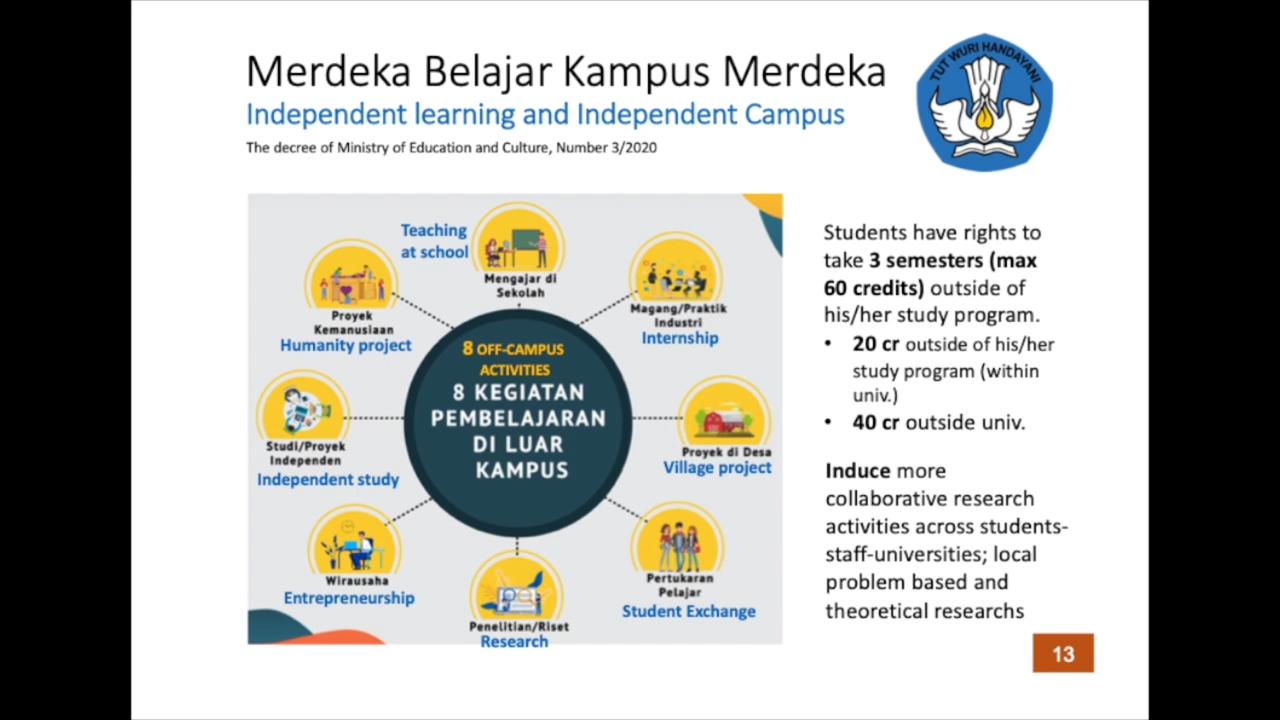 Merdeka Belajar Kampus Merdeka
Independent learning and Independent Campus
The decree of Ministry of Education and Culture, Number 3/2020
TUT WURI HANDAYANI
Teaching
at school
Mengajar di
Sekolah
Magang/Praktik
Industri
Internship
Proyek di Desa
Village project
Pertukaran
Pelajar
Student Exchange
Penelitian/Riset
Research
Wirausaha
Entrepreneurship
Studi/Proyek
Independen
Independent study
Proyek
Kemanusiaan
Humanity project
8 OFF-CAMPUS
ACTIVITIES
8 KEGIATAN
PEMBELAJARAN
DI LUAR
KAMPUS
Students have rights to
take 3 semesters (max
60 credits) outside of
his/her study program.
• 20 cr outside of his/her
study program (within
univ.)
• 40 cr outside univ.
Induce more
collaborative research
activities across students-
staff-universities; local
problem based and
theoretical researchs
13